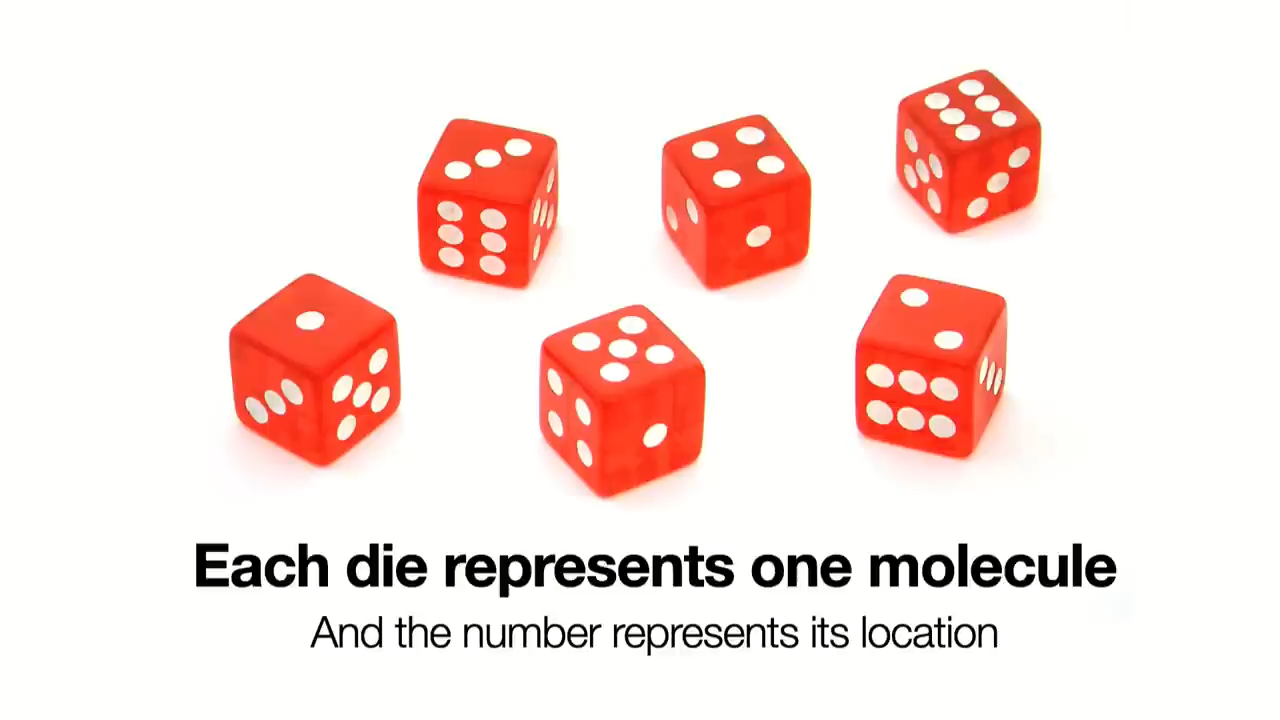 Each die represents one molecule
And the number represents its location